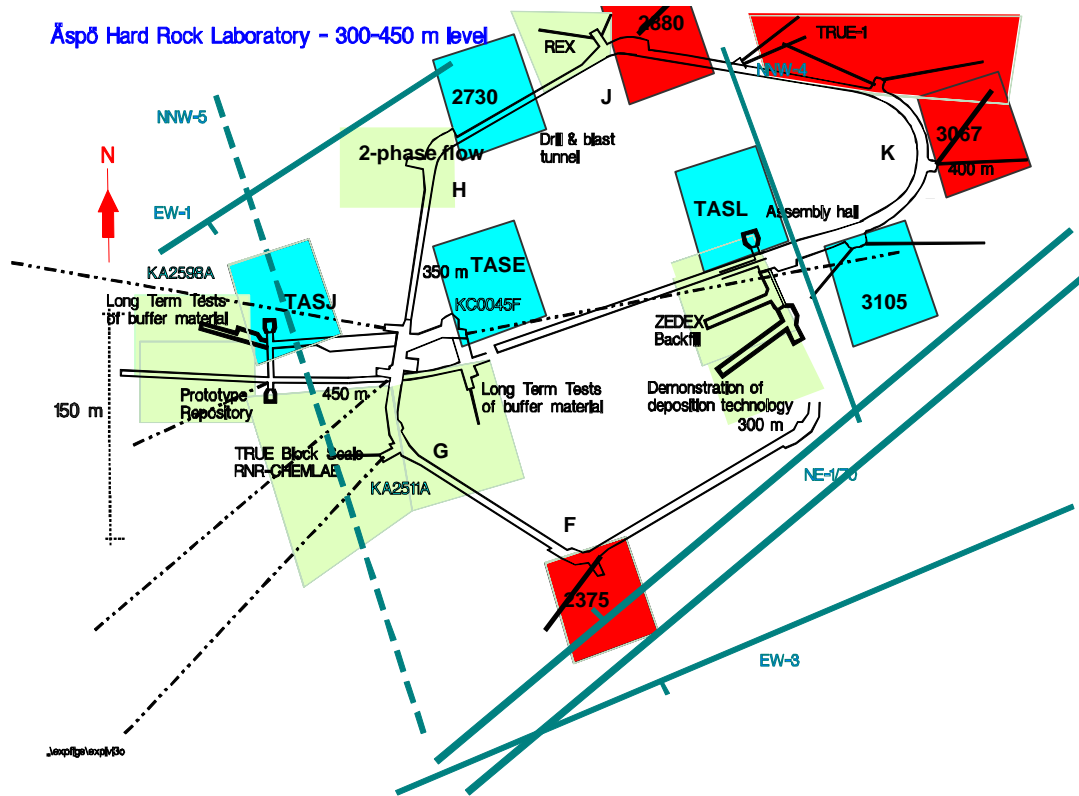 Äspö Hard Rock Laboratory - 300-450 m level
2880
TRUE-1
REX
NNW-4
2730
J
NNW-5
Drill & blast
tunnel
3067
2-phase flow
K
N
400 m
H
TASL
Assembly hall
EW-1
KA2598A
350 m
TASE
TASJ
Long Term Tests
of buffer material
KC0045F
3105
ZEDEX
Backfill
Prototype
Repository
450 m
Long Term Tests
of buffer material
Demonstration of
deposition technology
300 m
150 m
TRUE Block Scale
RNR-CHEMLAB
G
KA2511A
NE-1/70
F
2375
EW-3